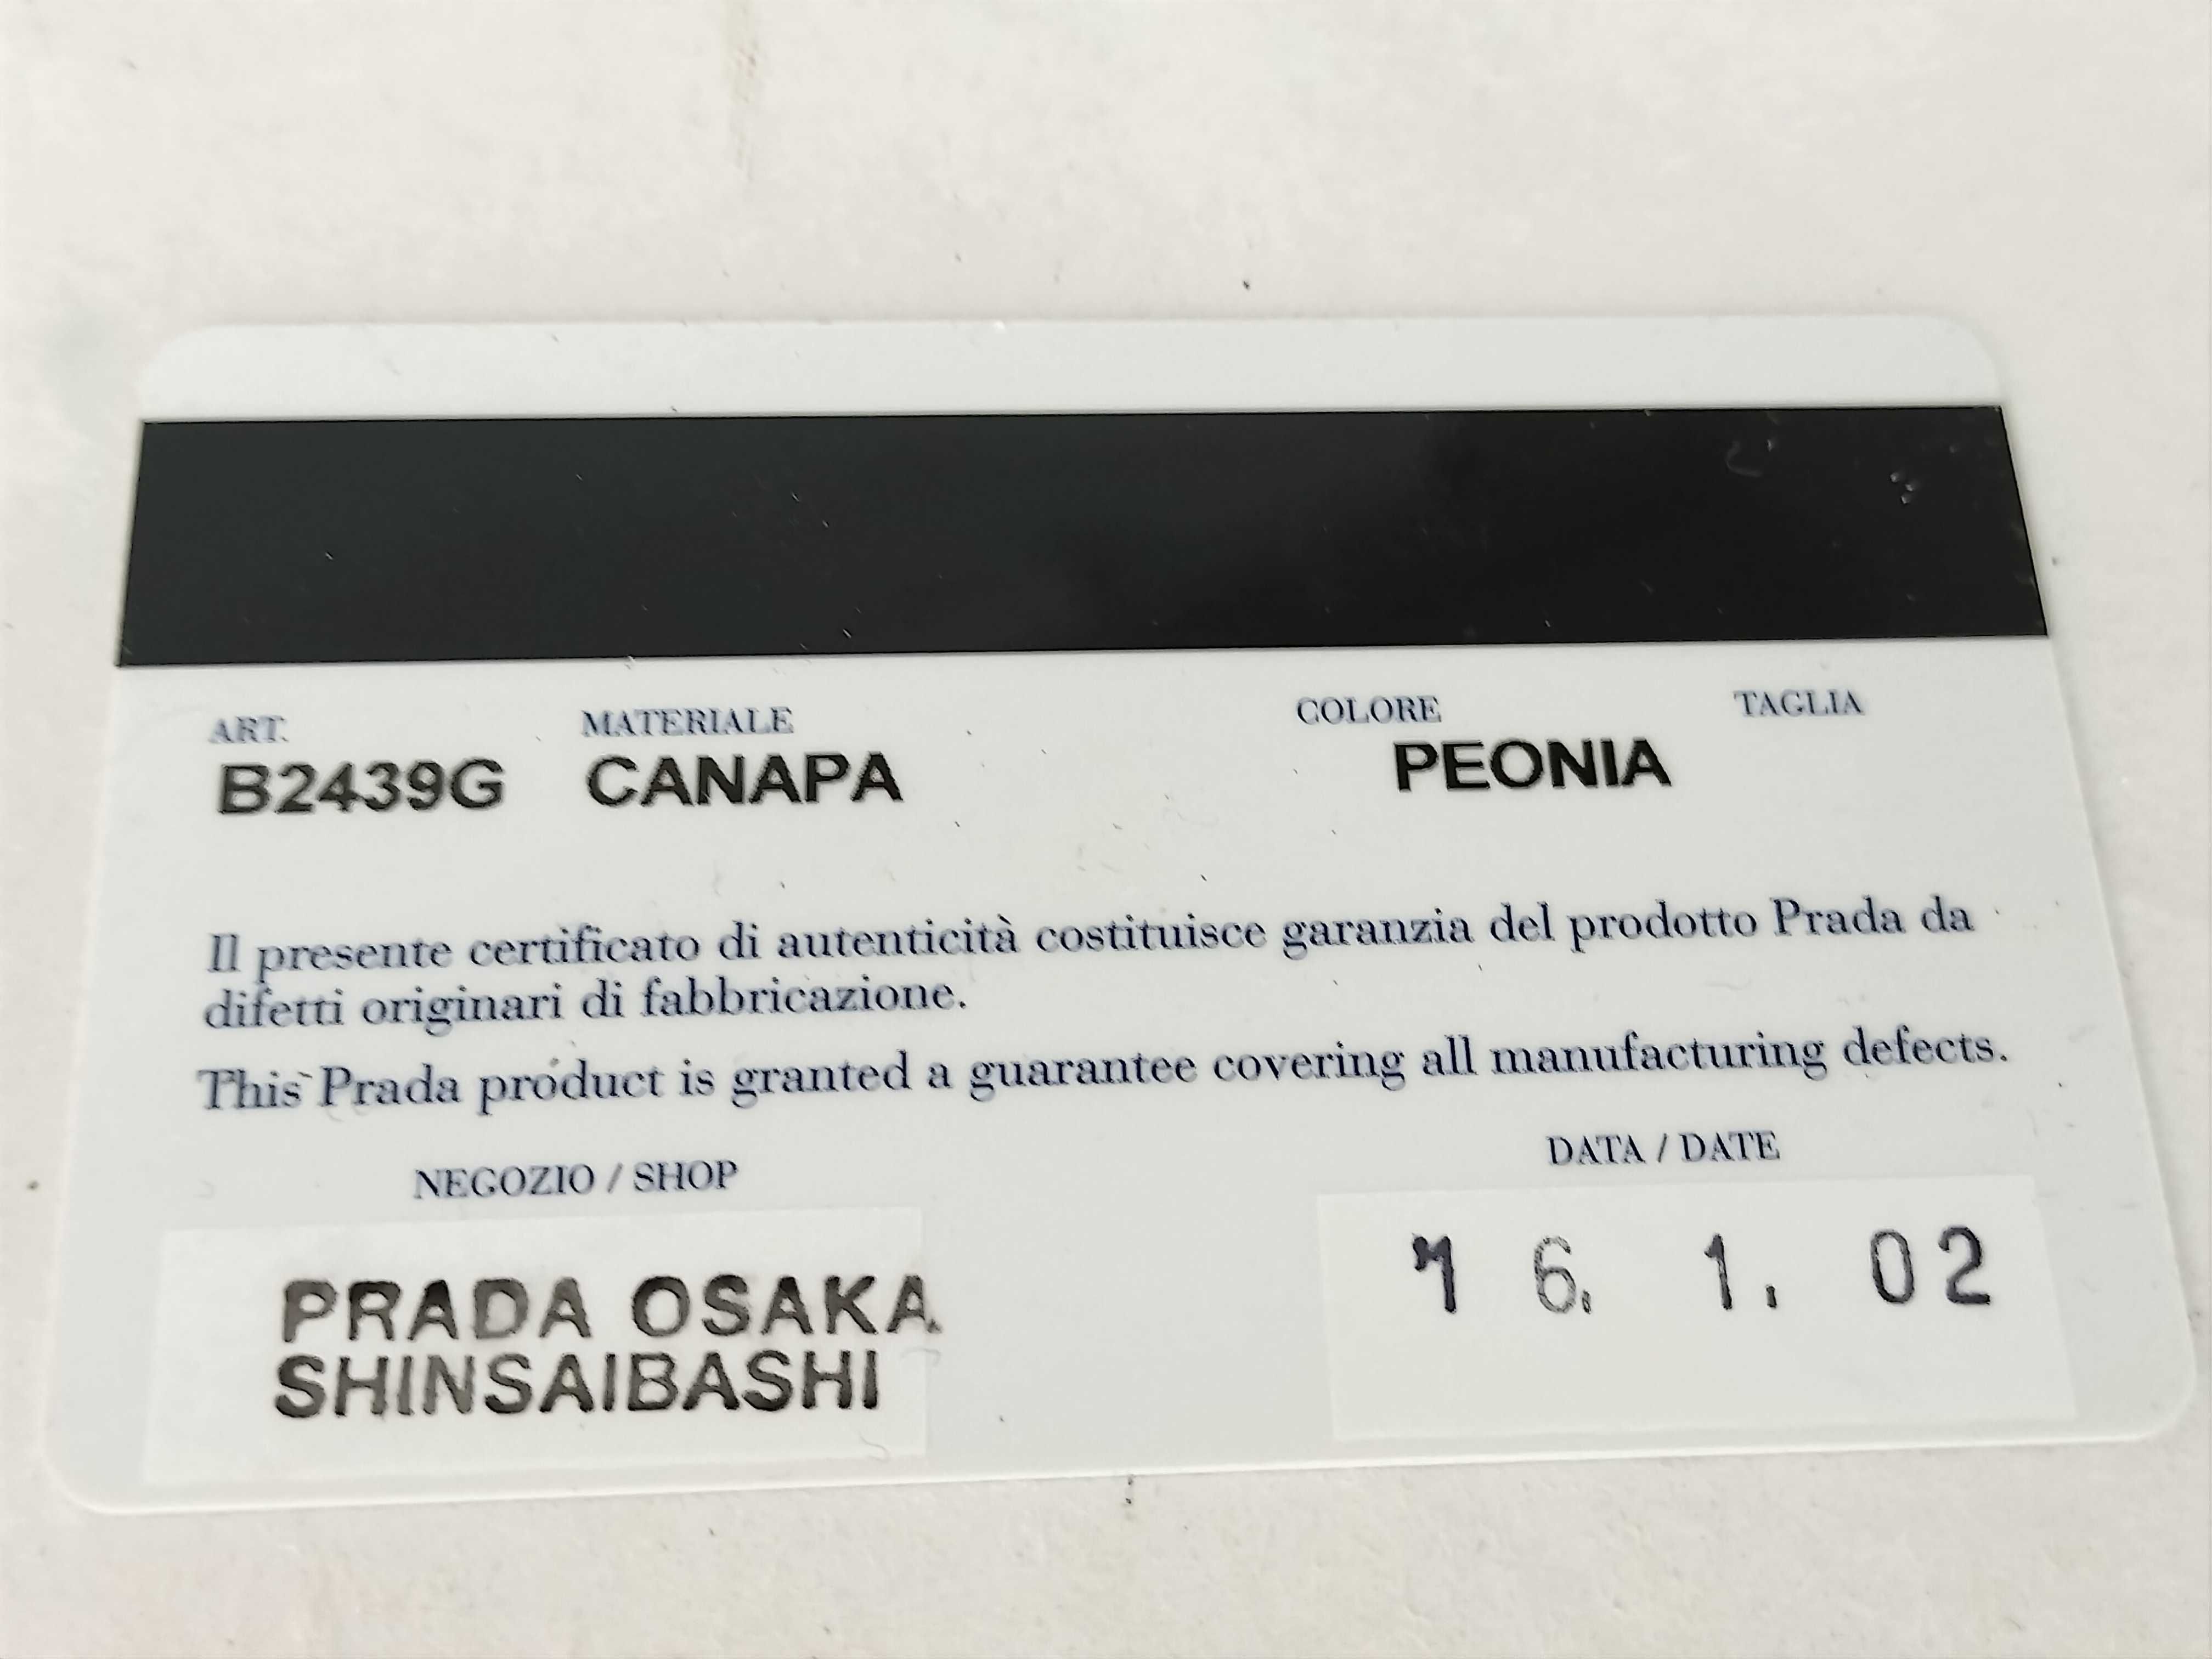 ART. MATERIALE COLORE TAGLIA
B2439G CANAPA PEONIA
Il presente certificato di autenticità costituisce garanzia del prodotto Prada da
difetti originari di fabbricazione.
This Prada product is granted a guarantee covering all manufacturing defects.
NEGOZIO / SHOP DATA / DATE
PRADA OSAKA 16. 1. 02
SHINSAIBASHI